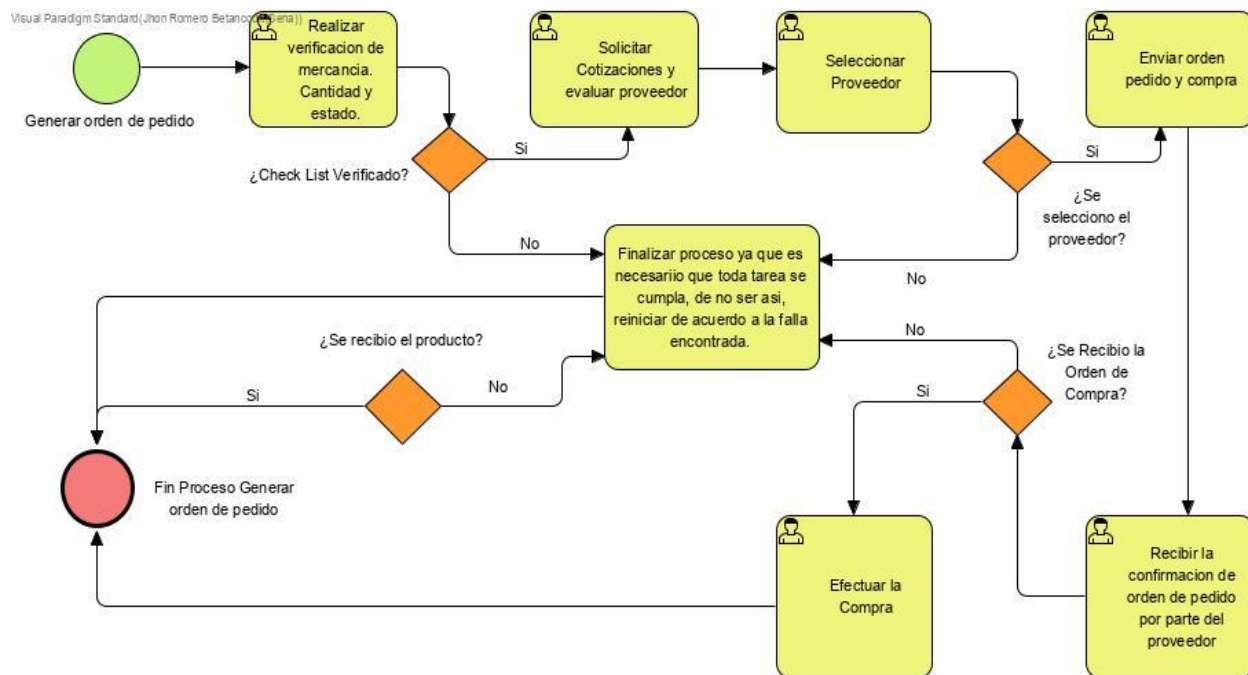 Visual Paradigm Standard(Jhon Romero Betancourt(Sena))
Realizar
verificacion de
mercancia.
Cantidad y
estado.
Solicitar
Cotizaciones y
evaluar proveedor
Seleccionar
Proveedor
Enviar orden
pedido y compra
Generar orden de pedido
¿Check List Verificado?
Si
Si
¿Se
selecciono el
proveedor?
No
No
Finalizar proceso ya que es
necesariio que toda tarea se
cumpla, de no ser asi,
reiniciar de acuerdo a la falla
encontrada.
¿Se recibio el producto?
No
Si
No
¿Se Recibio la
Orden de
Compra?
Si
Fin Proceso Generar
orden de pedido
Efectuar la
Compra
Recibir la
confirmacion de
orden de pedido
por parte del
proveedor